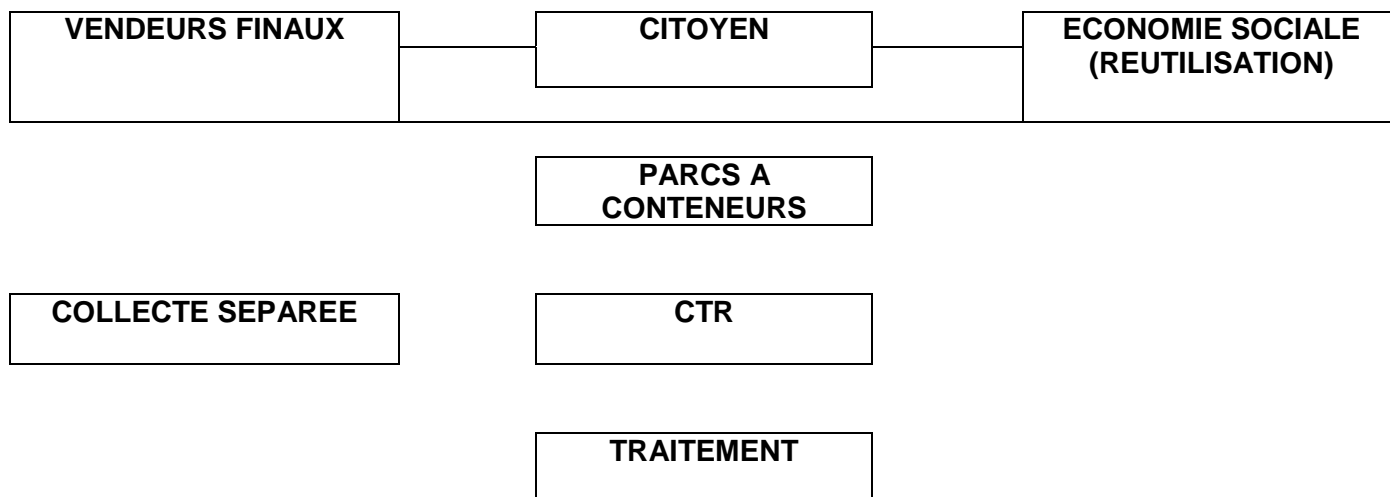 VENDEURS FINAUX
CITOYEN
ECONOMIE SOCIALE
(REUTILISATION)
PARCS A
CONTENEURS
COLLECTE SEPAREE
CTR
TRAITEMENT